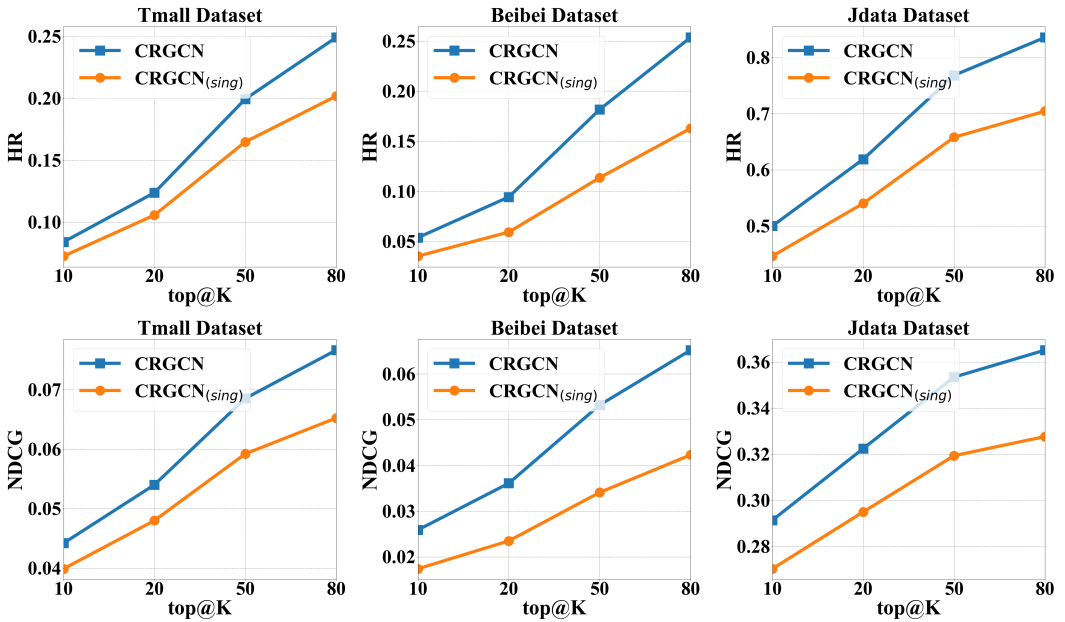 Tmall Dataset
CRGCN
CRGCN(sing)
HR
0.25
0.20
0.15
0.10
10 20 50 80
top@K
Beibei Dataset
CRGCN
CRGCN(sing)
HR
0.25
0.20
0.15
0.10
0.05
10 20 50 80
top@K
Jdata Dataset
CRGCN
CRGCN(sing)
HR
0.8
0.7
0.6
0.5
10 20 50 80
top@K
Tmall Dataset
CRGCN
CRGCN(sing)
NDCG
0.07
0.06
0.05
0.04
10 20 50 80
top@K
Beibei Dataset
CRGCN
CRGCN(sing)
NDCG
0.06
0.05
0.04
0.03
0.02
10 20 50 80
top@K
Jdata Dataset
CRGCN
CRGCN(sing)
NDCG
0.36
0.34
0.32
0.30
0.28
10 20 50 80
top@K